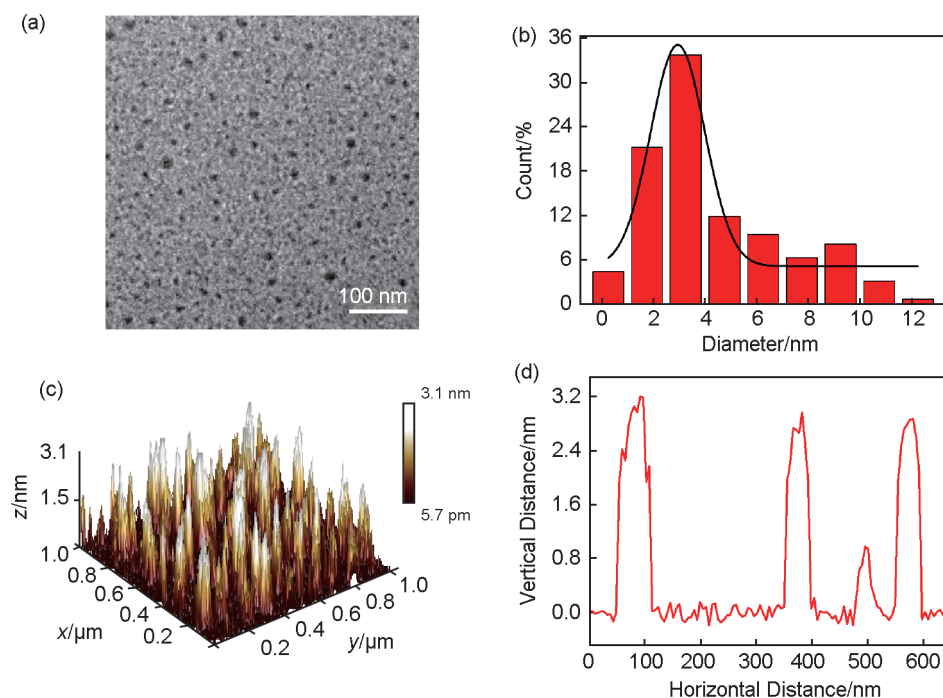 (a)
100 nm
(b)
Count/%
36
30
24
18
12
6
0
0 2 4 6 8 10 12
Diameter/nm
(c)
3.1 nm
5.7 pm
z/nm
3.1
1.5
1.0
0.8
0.6
0.4
0.2
x/μm
0.2
0.4
0.6
0.8
1.0
y/μm
(d)
Vertical Distance/nm
3.2
2.4
1.6
0.8
0.0
0 100 200 300 400 500 600
Horizontal Distance/nm